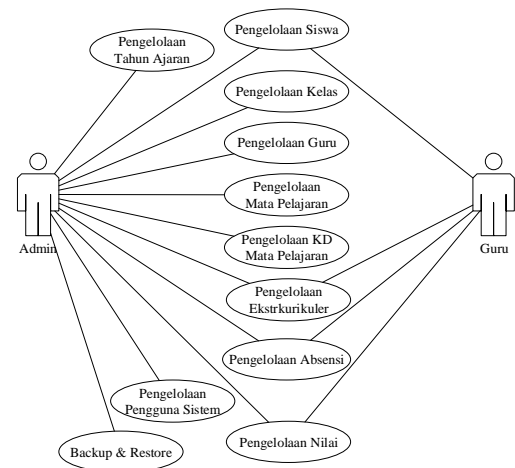 Pengelolaan Siswa
Pengelolaan
Tahun Ajaran
Pengelolaan Kelas
Pengelolaan Guru
Pengelolaan
Mata Pelajaran
Admin
Guru
Pengelolaan KD
Mata Pelajaran
Pengelolaan
Ekstrkurikuler
Pengelolaan Absensi
Pengelolaan
Pengguna Sistem
Pengelolaan Nilai
Backup & Restore